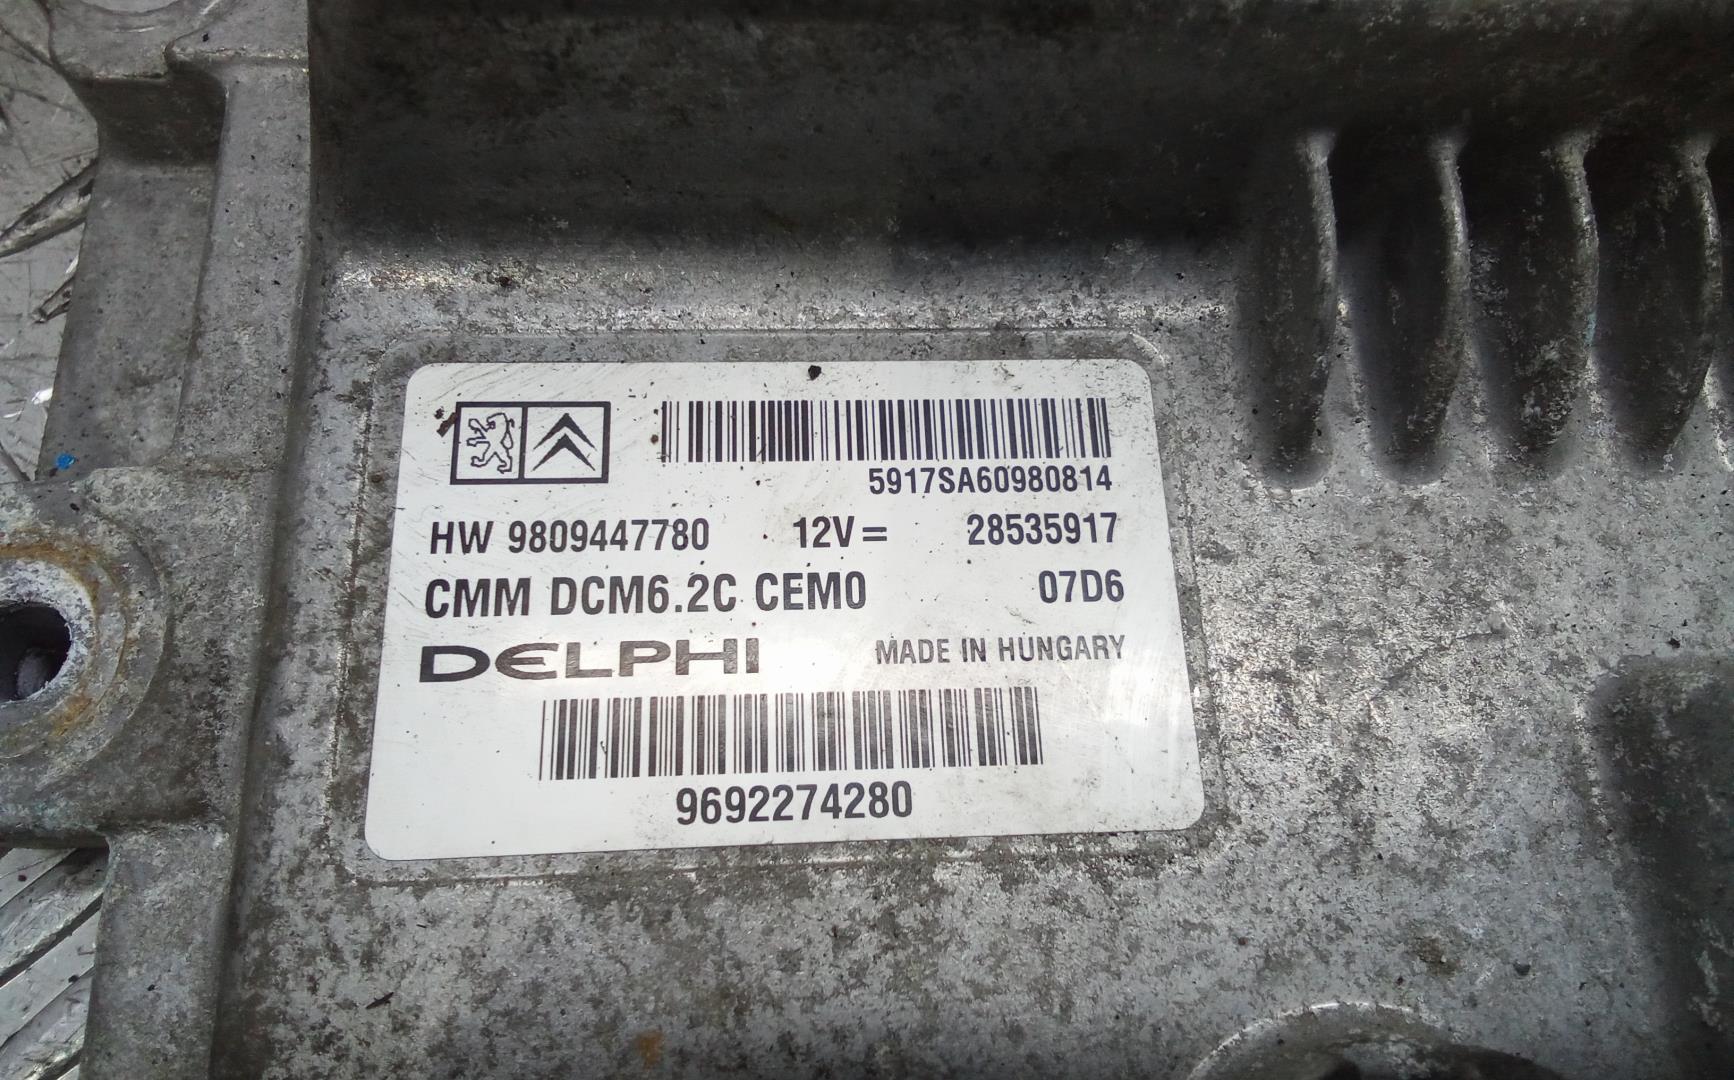 5917SA60980814
HW 9809447780 12V= 28535917
CMM DCM6.2C CEM0 07D6
DELPHI MADE IN HUNGARY
9692274280